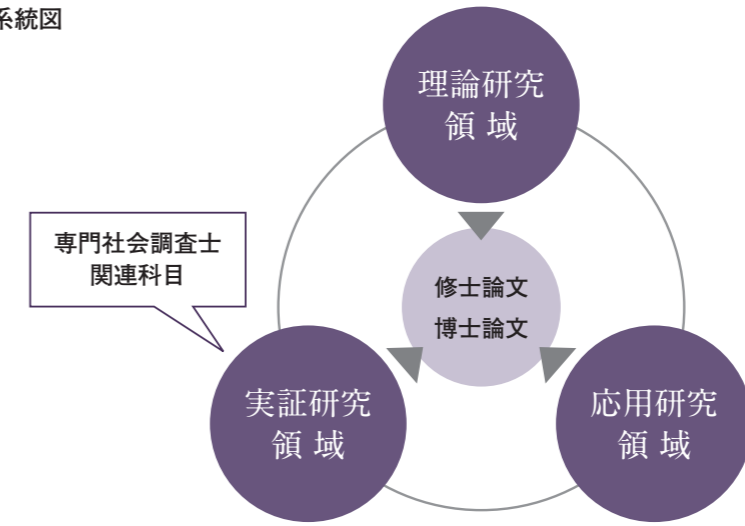 系統図
理論研究
領 域
専門社会調査士
関連科目
修士論文
博士論文
実証研究
領 域
応用研究
領 域